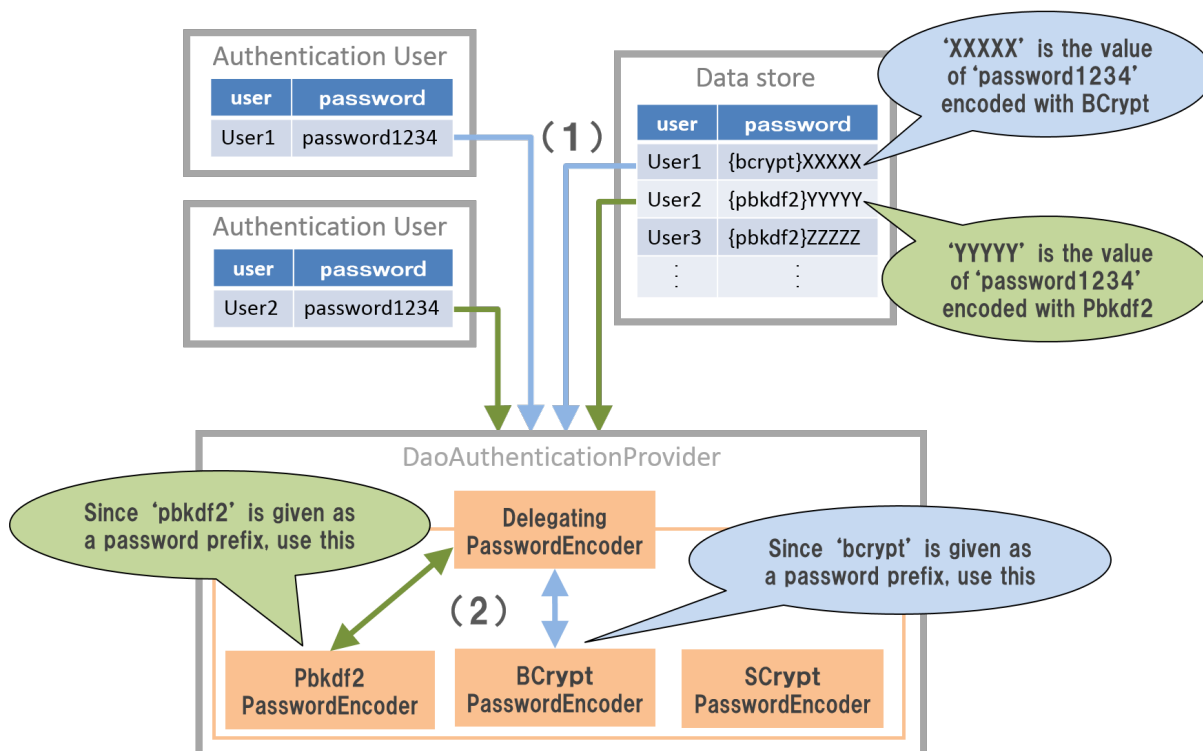 Authentication User
user password
User1 password1234
(1)
Data store
user password
User1 {bcrypt}XXXXX
User2 {pbkdf2}YYYYY
User3 {pbkdf2}ZZZZZ
⋮ ⋮
‘XXXXX’ is the value
of ‘password1234’
encoded with BCrypt
Authentication User
user password
User2 password1234
‘YYYYY’ is the value
of ‘password1234’
encoded with Pbkdf2
DaoAuthenticationProvider
Since ‘pbkdf2’ is given as
a password prefix, use this
Delegating
PasswordEncoder
Since ‘bcrypt’ is given as
a password prefix, use this
(2)
Pbkdf2
PasswordEncoder
BCrypt
PasswordEncoder
SCrypt
PasswordEncoder